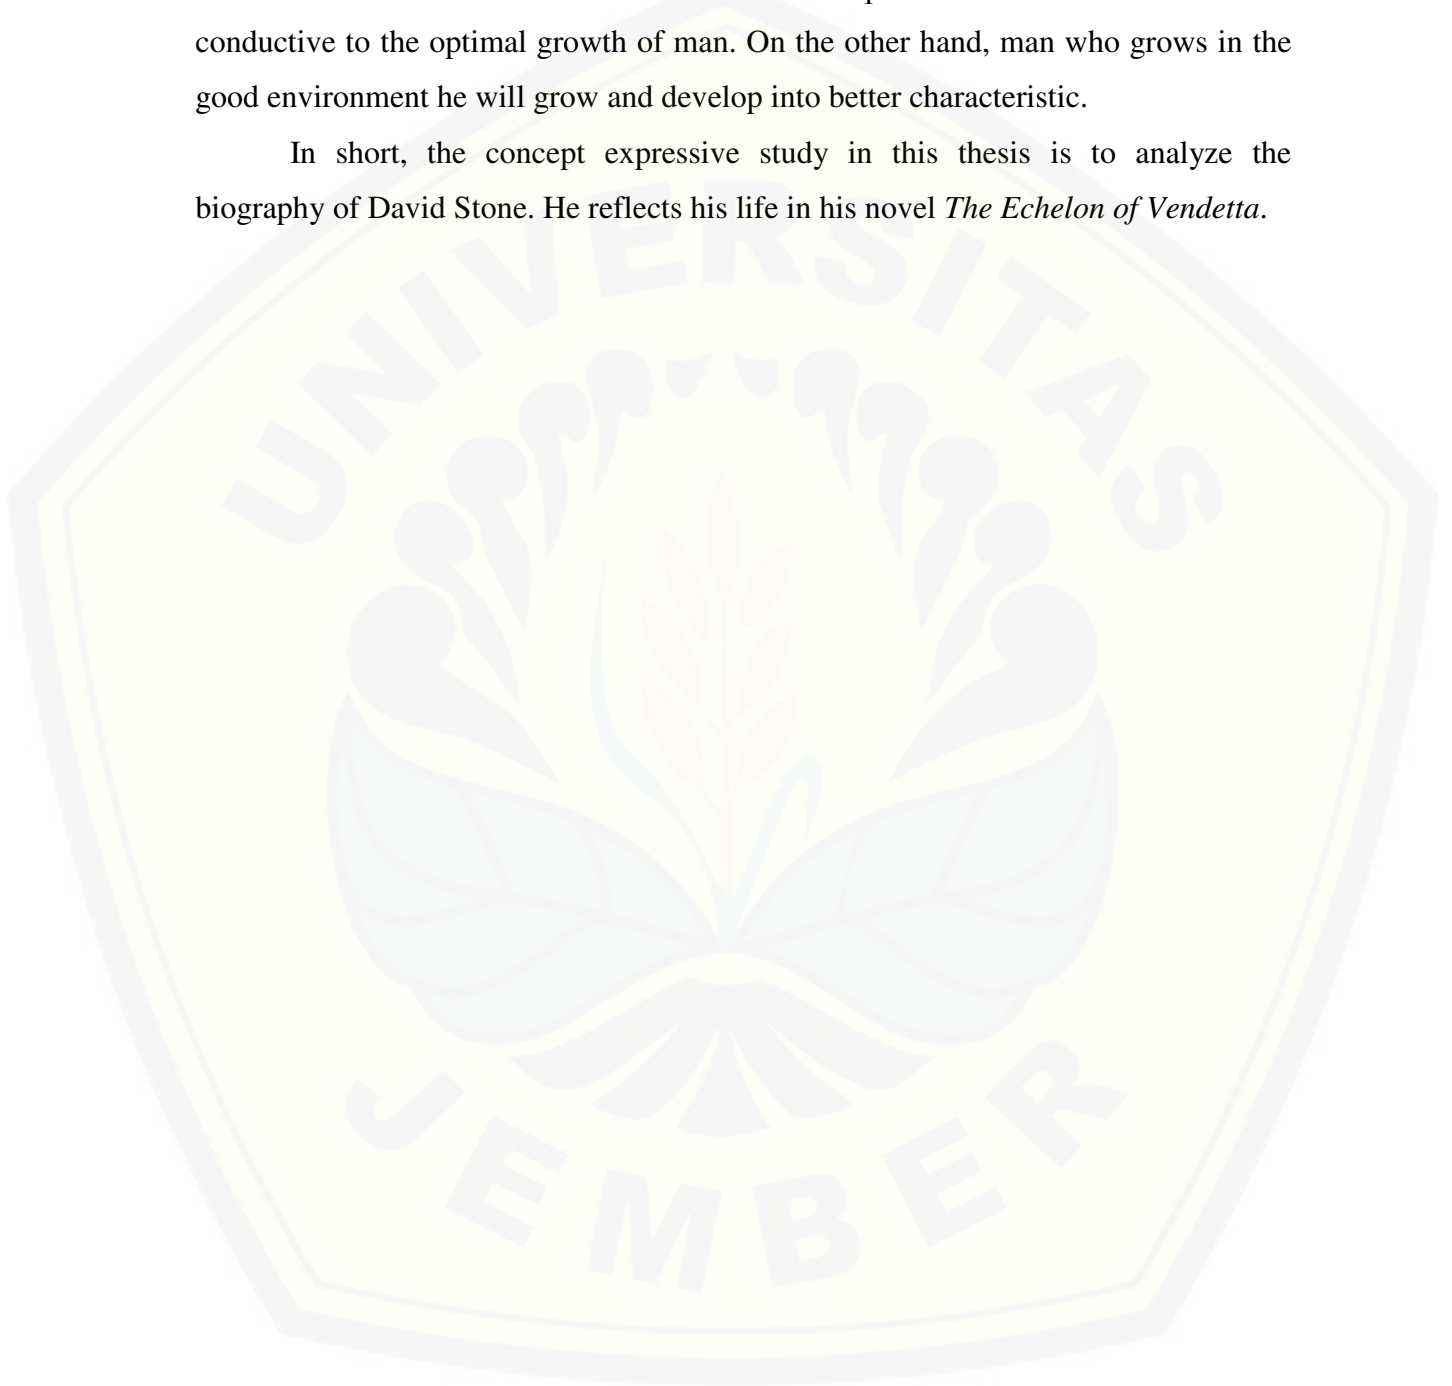 conductive to the optimal growth of man. On the other hand, man who grows in the
good environment he will grow and develop into better characteristic.
In short, the concept expressive study in this thesis is to analyze the
biography of David Stone. He reflects his life in his novel The Echelon of Vendetta.
UNIVERSITAS
JEMBER